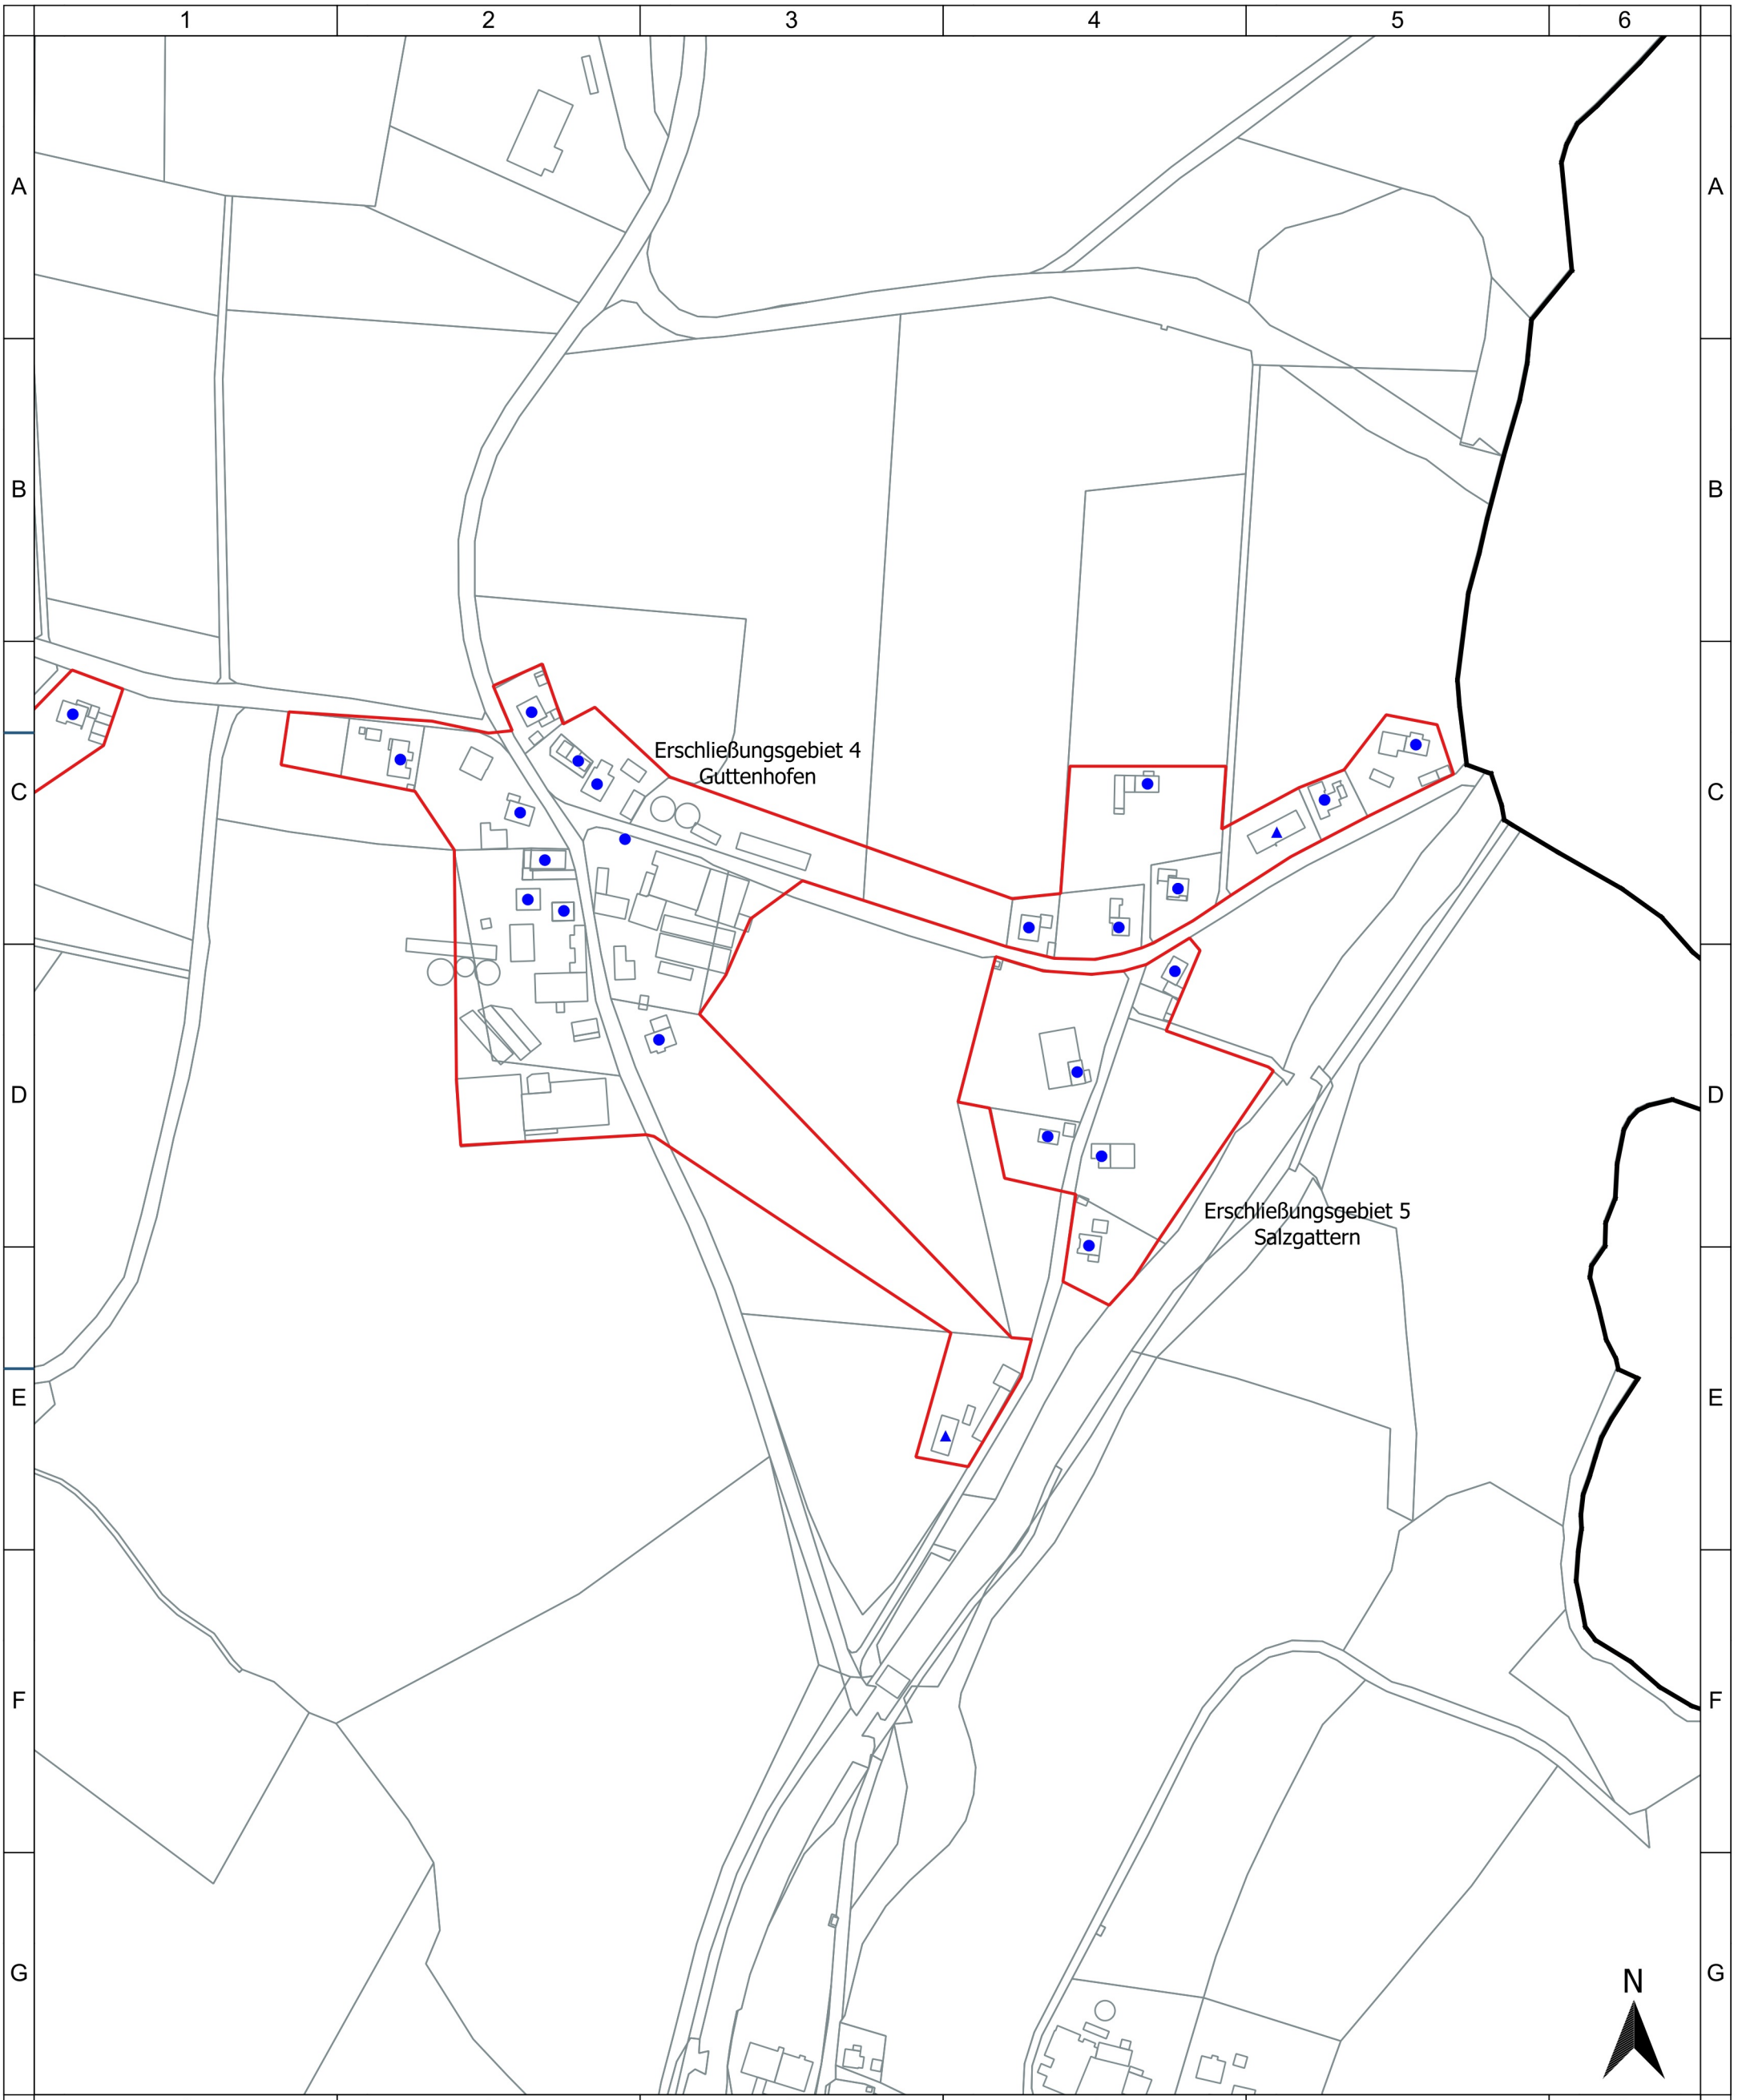 1 2 3 4 5 6
A A
B B
Erschließungsgebiet 4
Guttenhofen
C C
D D
Erschließungsgebiet 5
Salzgattern
E E
F F
G G
N